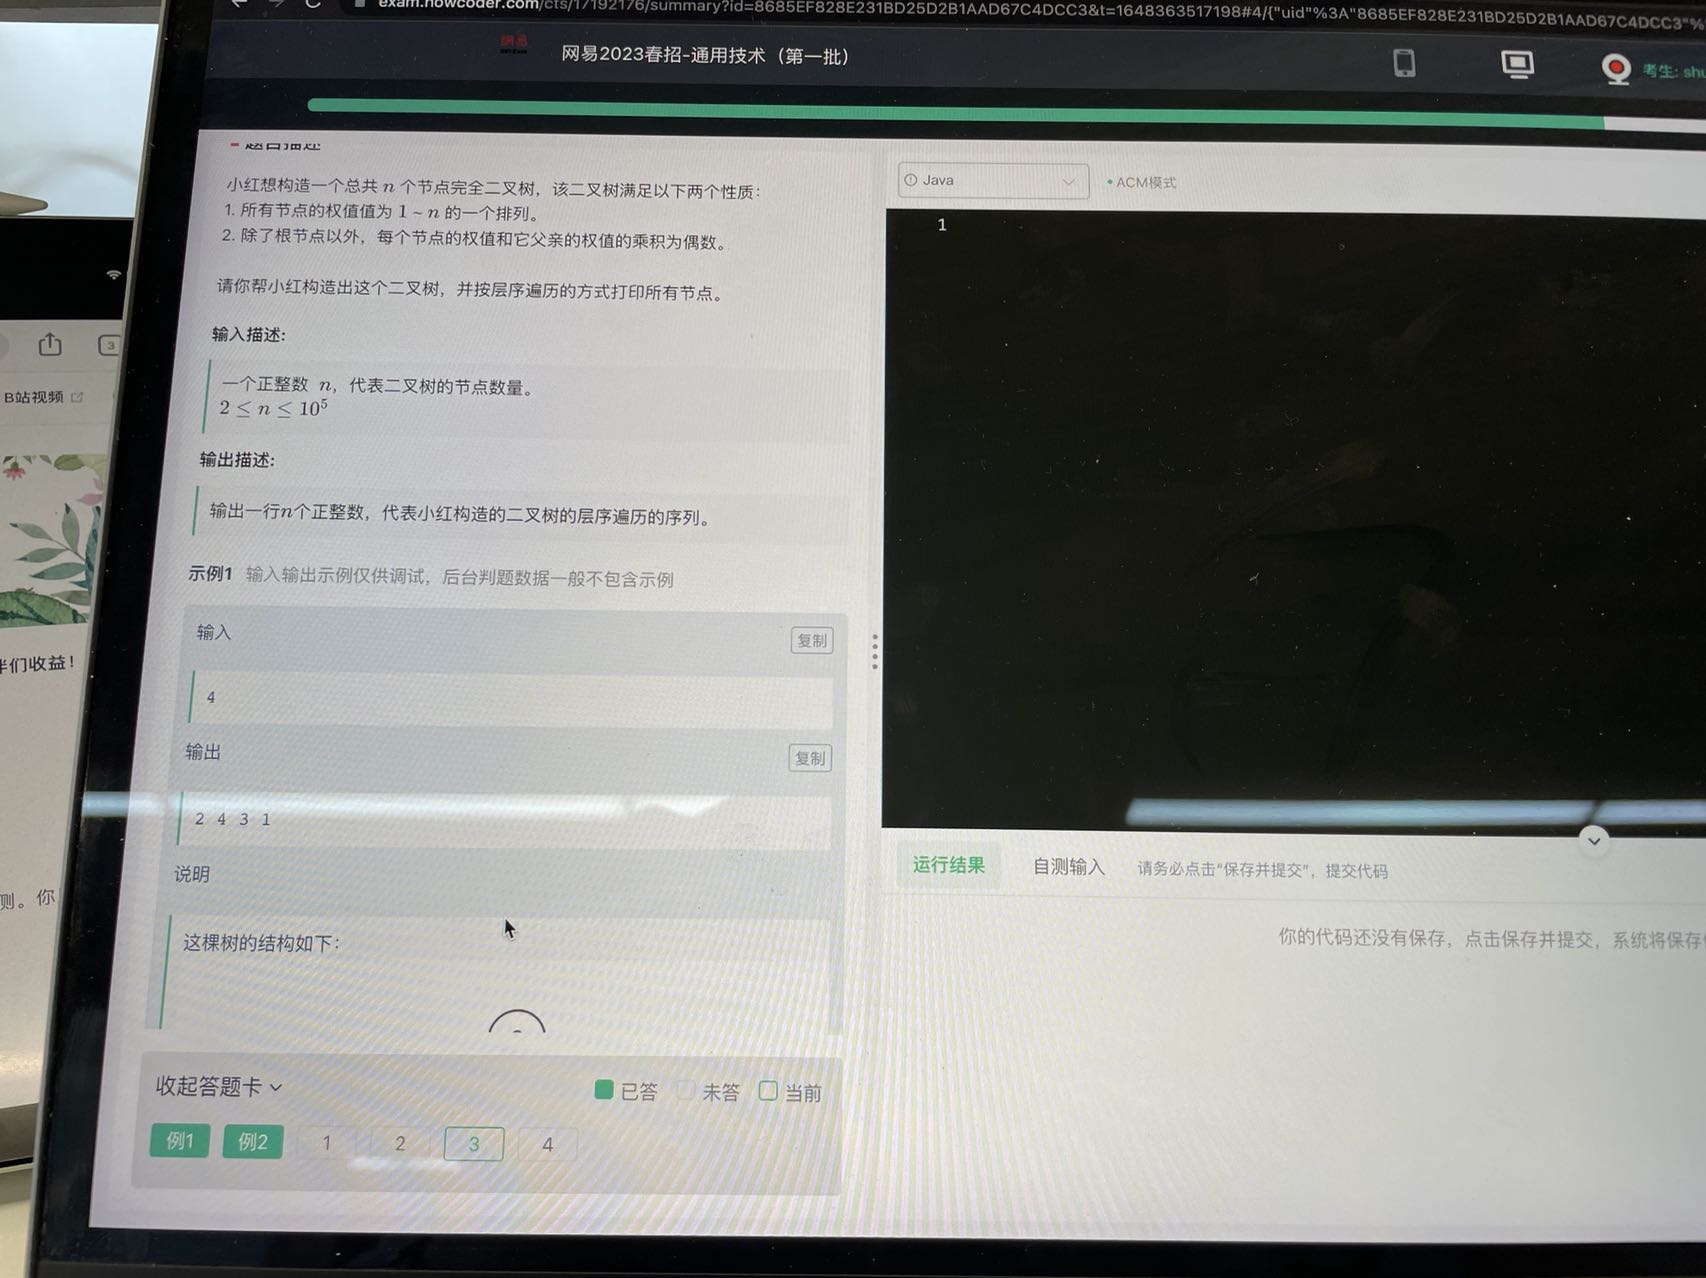 exam.nowcoder.com/cts/17192176/summary?id=8685EF828E231BD25D2B1AAD67C4DCC3&t=1648363517198#4/{"uid"%3A"8685EF828E231BD25D2B1AAD67C4DCC3"%
网易
网易2023春招-通用技术（第一批）
考生: shu
题目描述
小红想构造一个总共 n 个节点完全二叉树，该二叉树满足以下两个性质：
1. 所有节点的权值值为 1 ~ n 的一个排列。
2. 除了根节点以外，每个节点的权值和它父亲的权值的乘积为偶数。
请你帮小红构造出这个二叉树，并按层序遍历的方式打印所有节点。
输入描述:
一个正整数 n，代表二叉树的节点数量。
2 ≤ n ≤ 10⁵
输出描述:
输出一行n个正整数，代表小红构造的二叉树的层序遍历的序列。
示例1 输入输出示例仅供调试，后台判题数据一般不包含示例
输入
复制
4
输出
复制
2 4 3 1
说明
这棵树的结构如下：
收起答题卡
已答 未答 当前
例1 例2 1 2 3 4
Java
• ACM模式
1
运行结果 自测输入 请务必点击“保存并提交”，提交代码
你的代码还没有保存，点击保存并提交，系统将保存
3
B站视频
伴们收益！
测。你